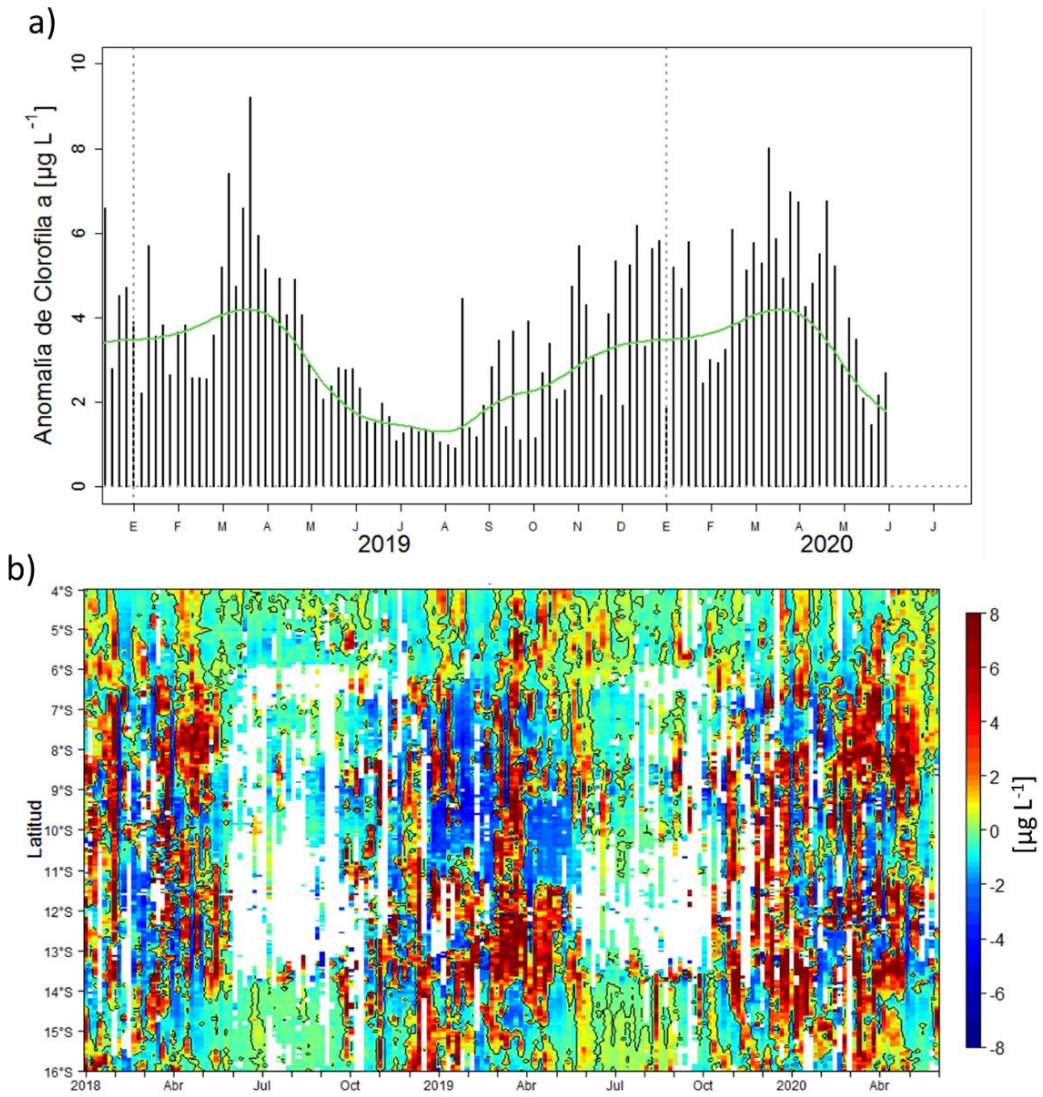 a)
Anomalía de Clorofila a [µg L⁻¹]
10
8
6
4
2
0
E F M A M J J A S O N D E F M A M J J
2019 2020
b)
Latitud
4°S
5°S
6°S
7°S
8°S
9°S
10°S
11°S
12°S
13°S
14°S
15°S
16°S
2018 Abr Jul Oct 2019 Abr Jul Oct 2020 Abr
8
6
4
2
0
-2
-4
-6
-8
[µg L⁻¹]